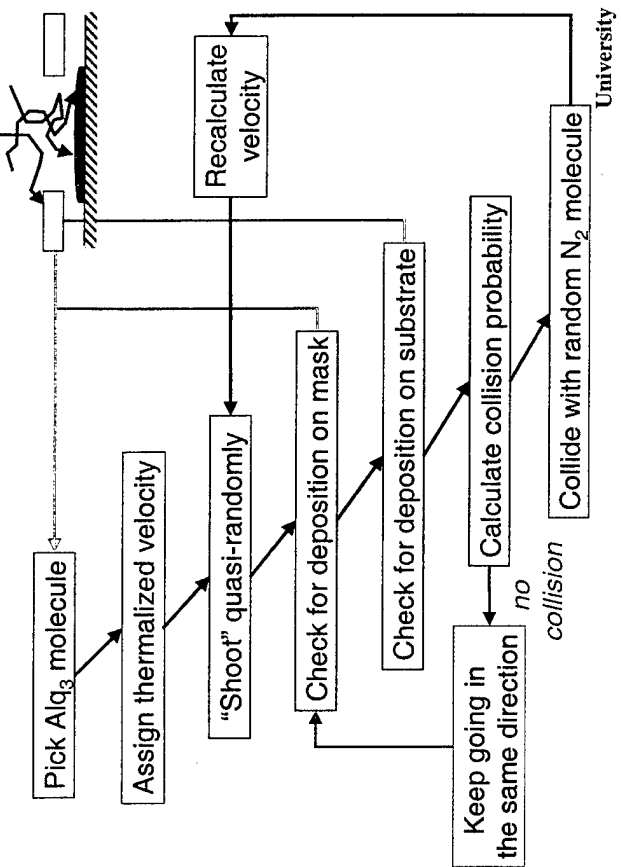 Pick Alq₃ molecule
Assign thermalized velocity
"Shoot" quasi-randomly
Recalculate
velocity
Check for deposition on mask
Check for deposition on substrate
Calculate collision probability
Keep going in
the same direction
no
collision
Collide with random N₂ molecule
University